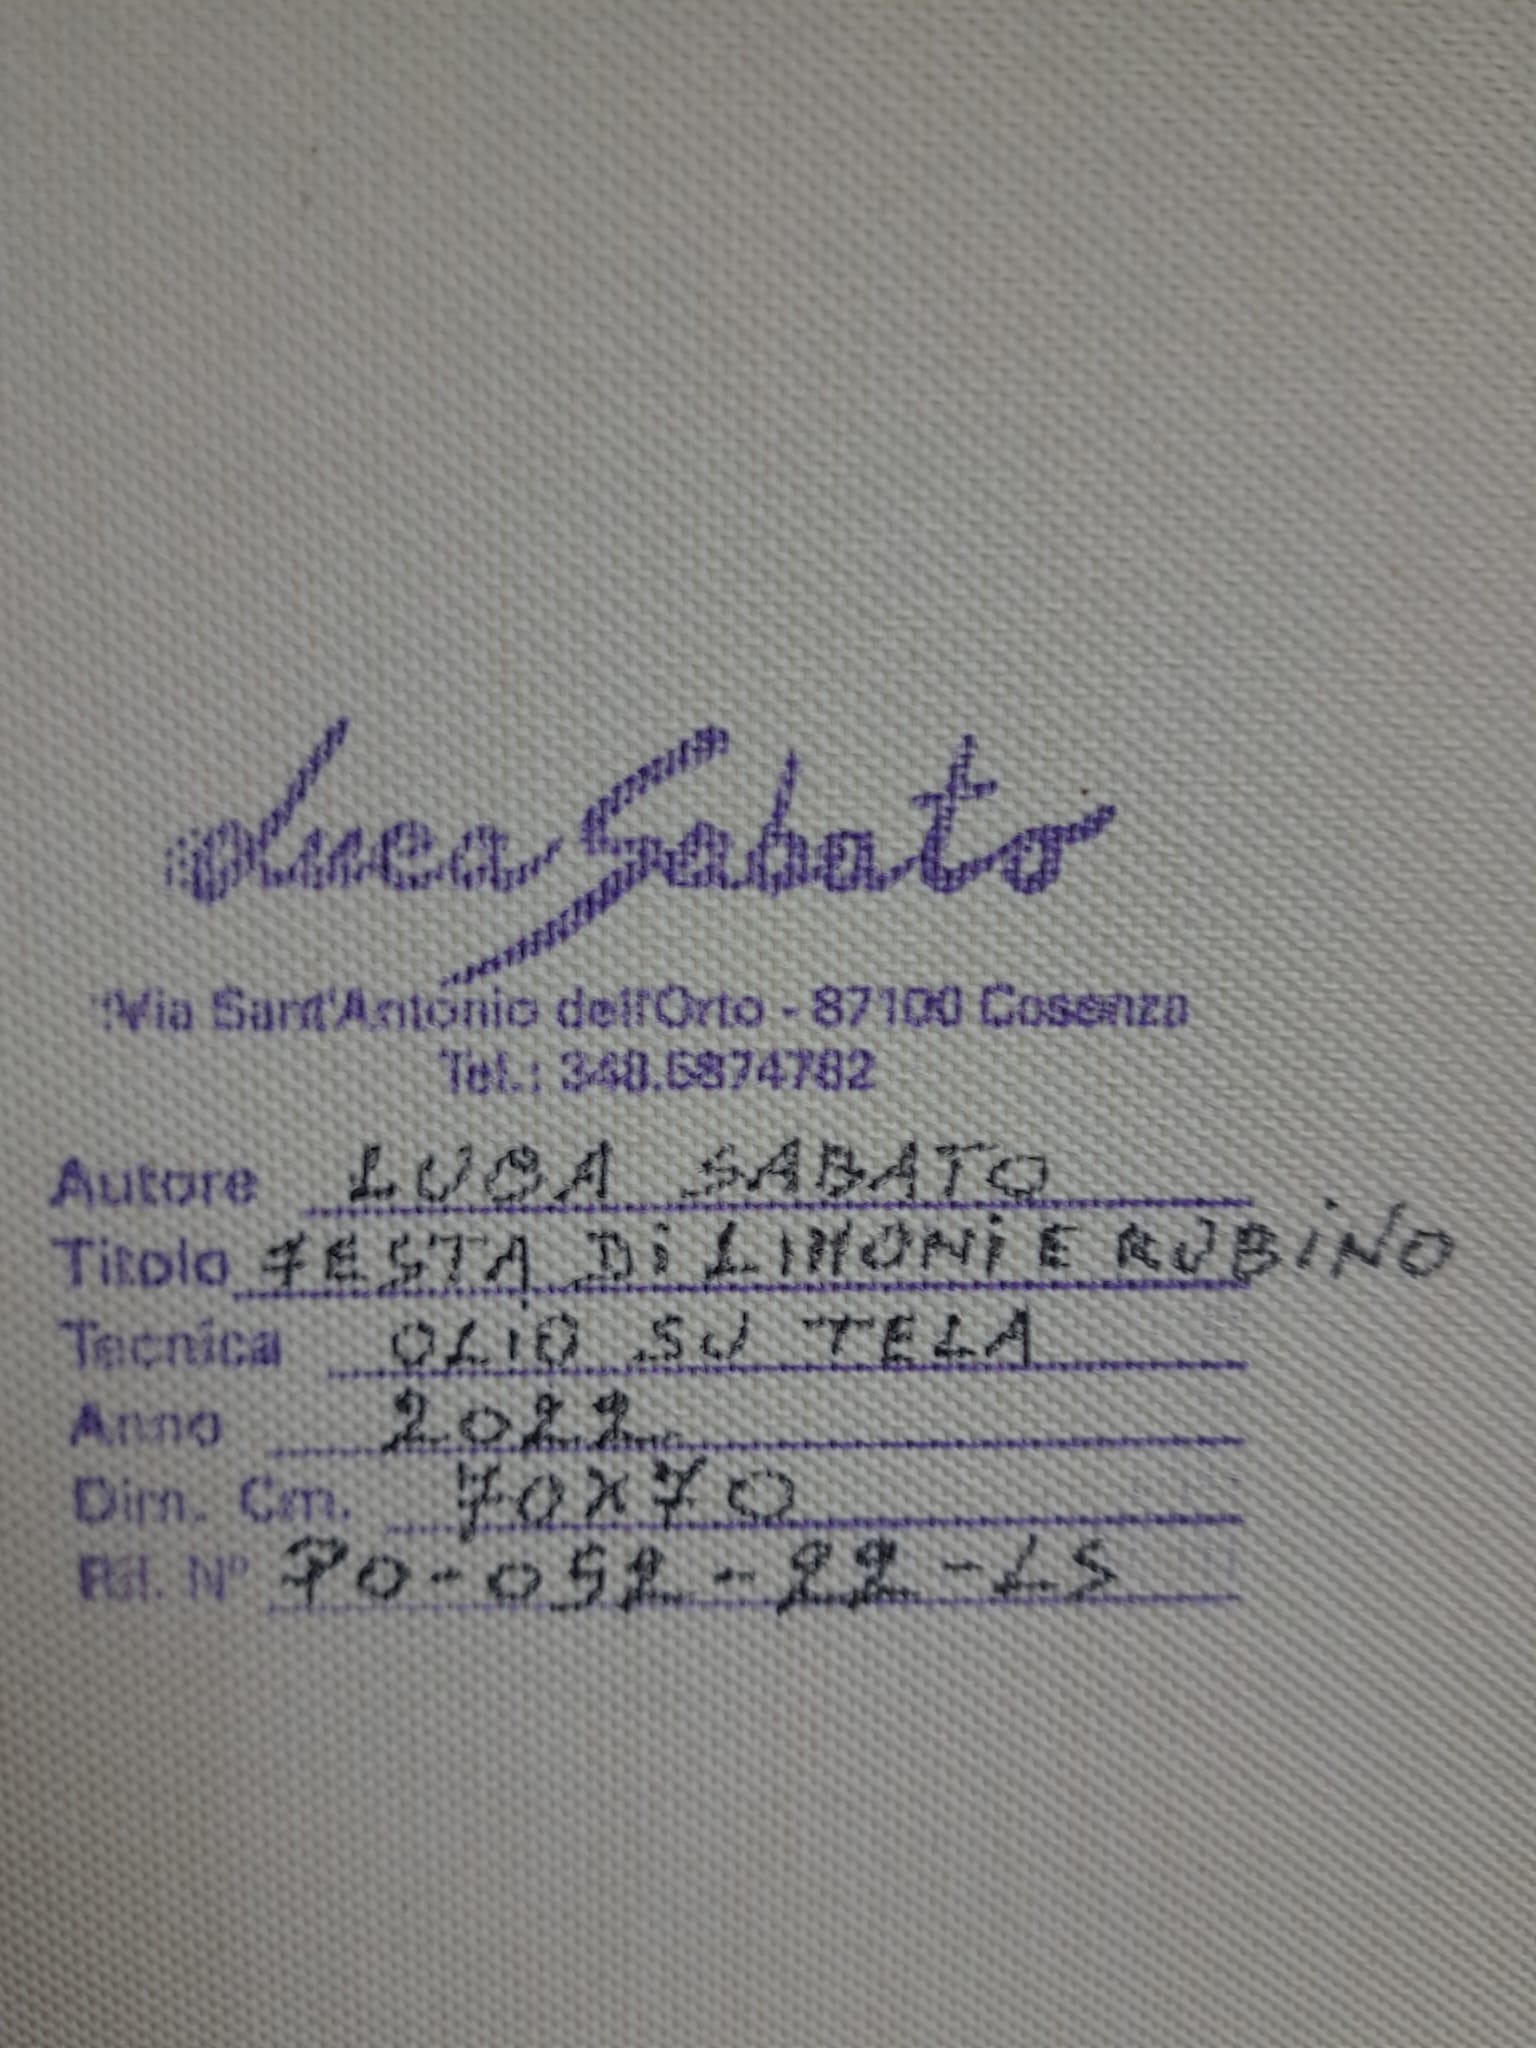 Luca Sabato
Via Sant'Antonio dell'Orto - 87100 Cosenza
Tel.: 348.5874782
Autore LUCA SABATO
Titolo FESTA Di LIMONi E RUBiNO
Tecnica OLiO SU TELA
Anno 2022
Dim. Cm. 70X70
Rif. N° 70-052-22-LS